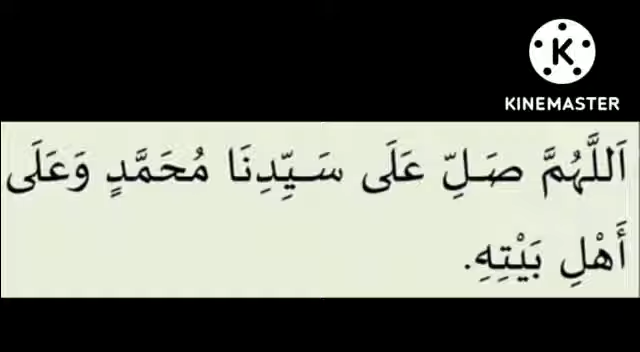 KINEMASTER
اَللَّهُمَّ صَلِّ عَلَى سَيِّدِنَا مُحَمَّدٍ وَعَلَى
أَهْلِ بَيْتِهِ.